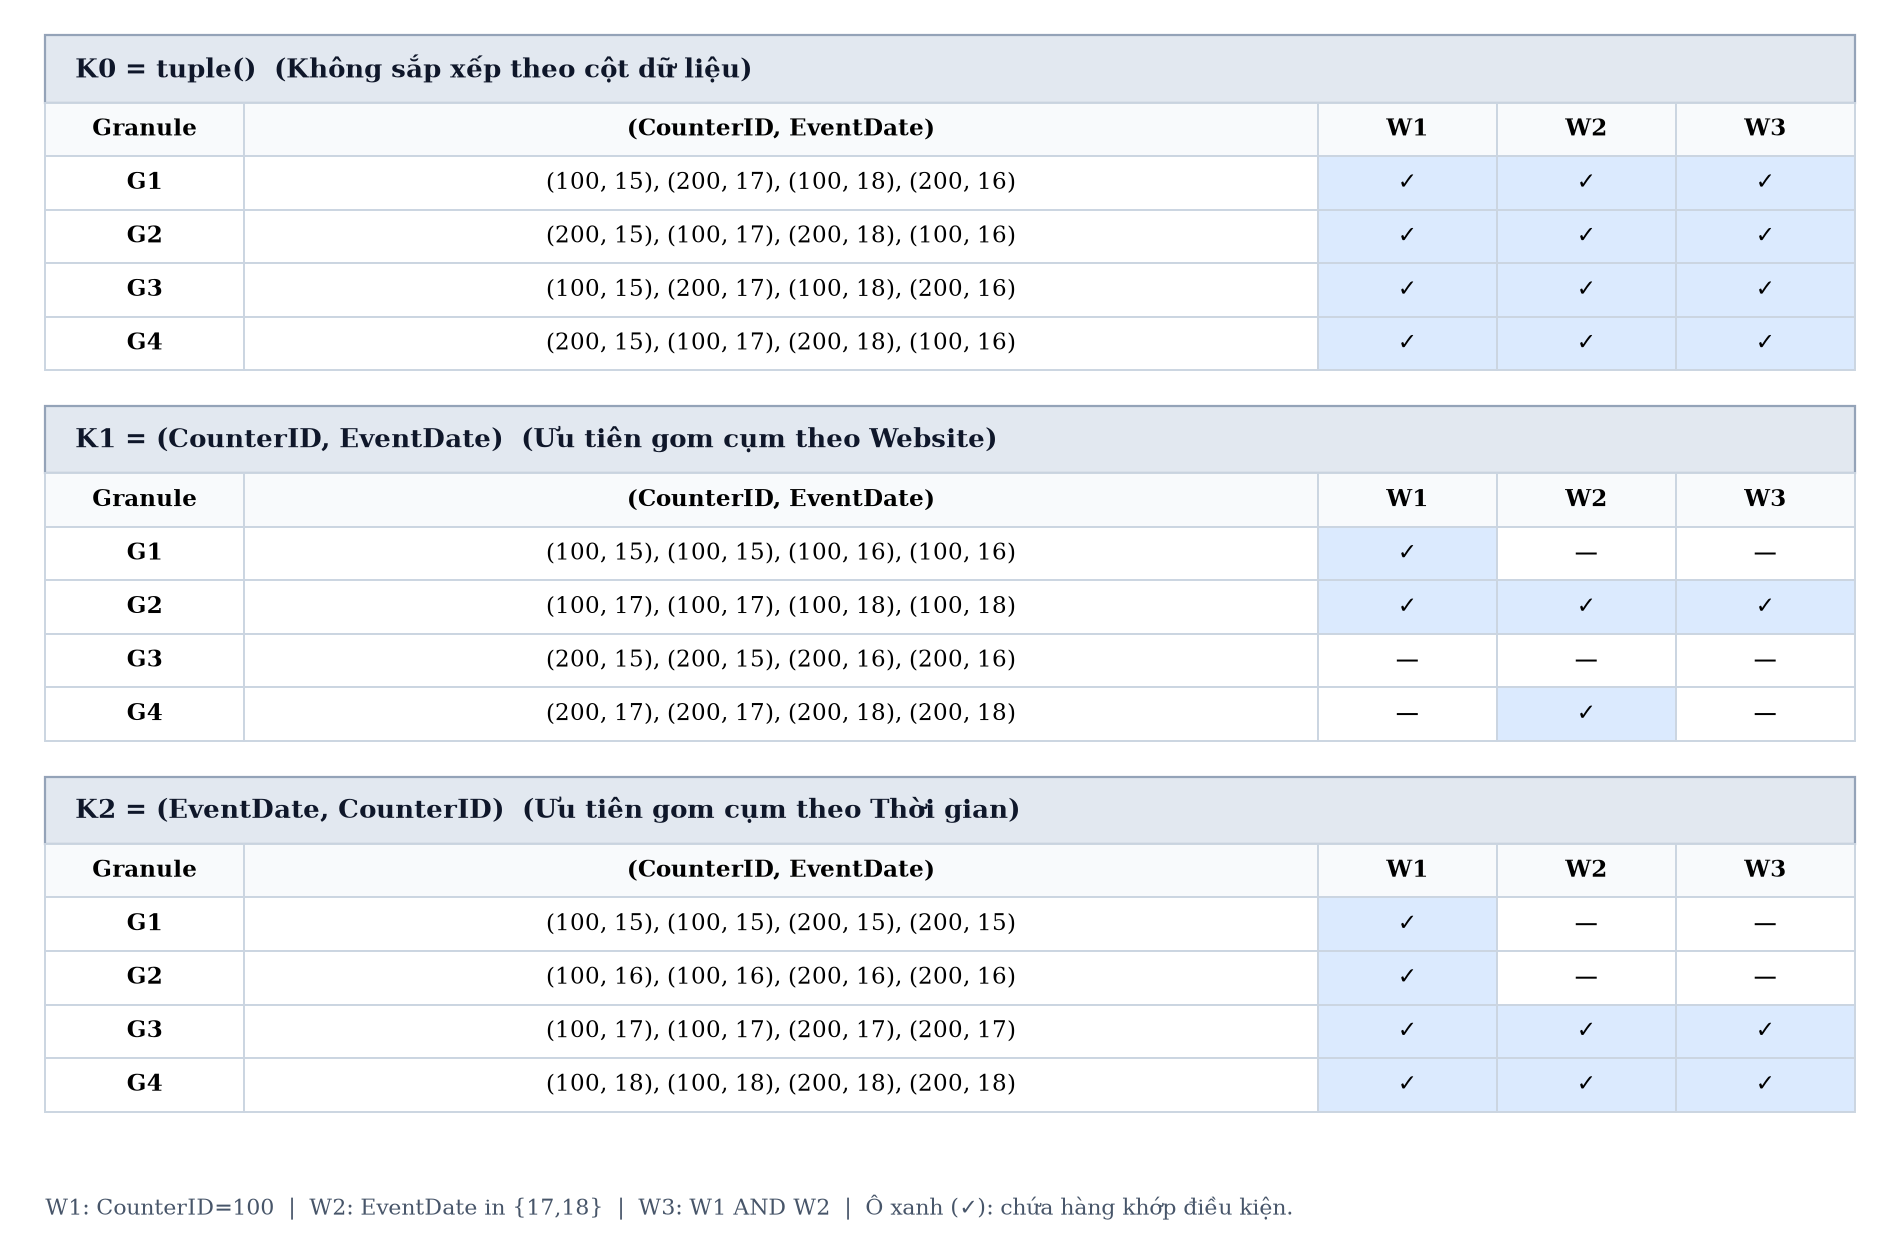 K0 = tuple()  (Không sắp xếp theo cột dữ liệu)
Granule (CounterID, EventDate) W1 W2 W3
G1 (100, 15), (200, 17), (100, 18), (200, 16) ✓ ✓ ✓
G2 (200, 15), (100, 17), (200, 18), (100, 16) ✓ ✓ ✓
G3 (100, 15), (200, 17), (100, 18), (200, 16) ✓ ✓ ✓
G4 (200, 15), (100, 17), (200, 18), (100, 16) ✓ ✓ ✓
K1 = (CounterID, EventDate)  (Ưu tiên gom cụm theo Website)
Granule (CounterID, EventDate) W1 W2 W3
G1 (100, 15), (100, 15), (100, 16), (100, 16) ✓ — —
G2 (100, 17), (100, 17), (100, 18), (100, 18) ✓ ✓ ✓
G3 (200, 15), (200, 15), (200, 16), (200, 16) — — —
G4 (200, 17), (200, 17), (200, 18), (200, 18) — ✓ —
K2 = (EventDate, CounterID)  (Ưu tiên gom cụm theo Thời gian)
Granule (CounterID, EventDate) W1 W2 W3
G1 (100, 15), (100, 15), (200, 15), (200, 15) ✓ — —
G2 (100, 16), (100, 16), (200, 16), (200, 16) ✓ — —
G3 (100, 17), (100, 17), (200, 17), (200, 17) ✓ ✓ ✓
G4 (100, 18), (100, 18), (200, 18), (200, 18) ✓ ✓ ✓
W1: CounterID=100  |  W2: EventDate in {17,18}  |  W3: W1 AND W2  |  Ô xanh (✓): chứa hàng khớp điều kiện.